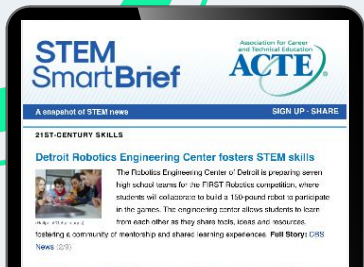 STEM
SmartBrief
Association for Career
and Technical Education
ACTE
A snapshot of STEM news
SIGN UP - SHARE
21ST-CENTURY SKILLS
Detroit Robotics Engineering Center fosters STEM skills
The Robotics Engineering Center of Detroit is preparing seven
high school teams for the FIRST Robotics competition, where
students will collaborate to build a 150-pound robot to participate
in the games. The engineering center allows students to learn
from each other as they share tools, ideas and resources,
fostering a community of mentorship and shared learning experiences. Full Story: CBS
News (2/9)